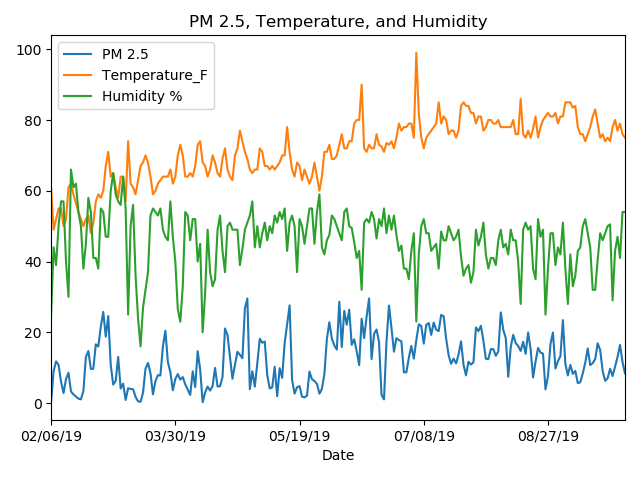 PM 2.5, Temperature, and Humidity
PM 2.5
Temperature_F
Humidity %
100
80
60
40
20
0
02/06/19 03/30/19 05/19/19 07/08/19 08/27/19
Date